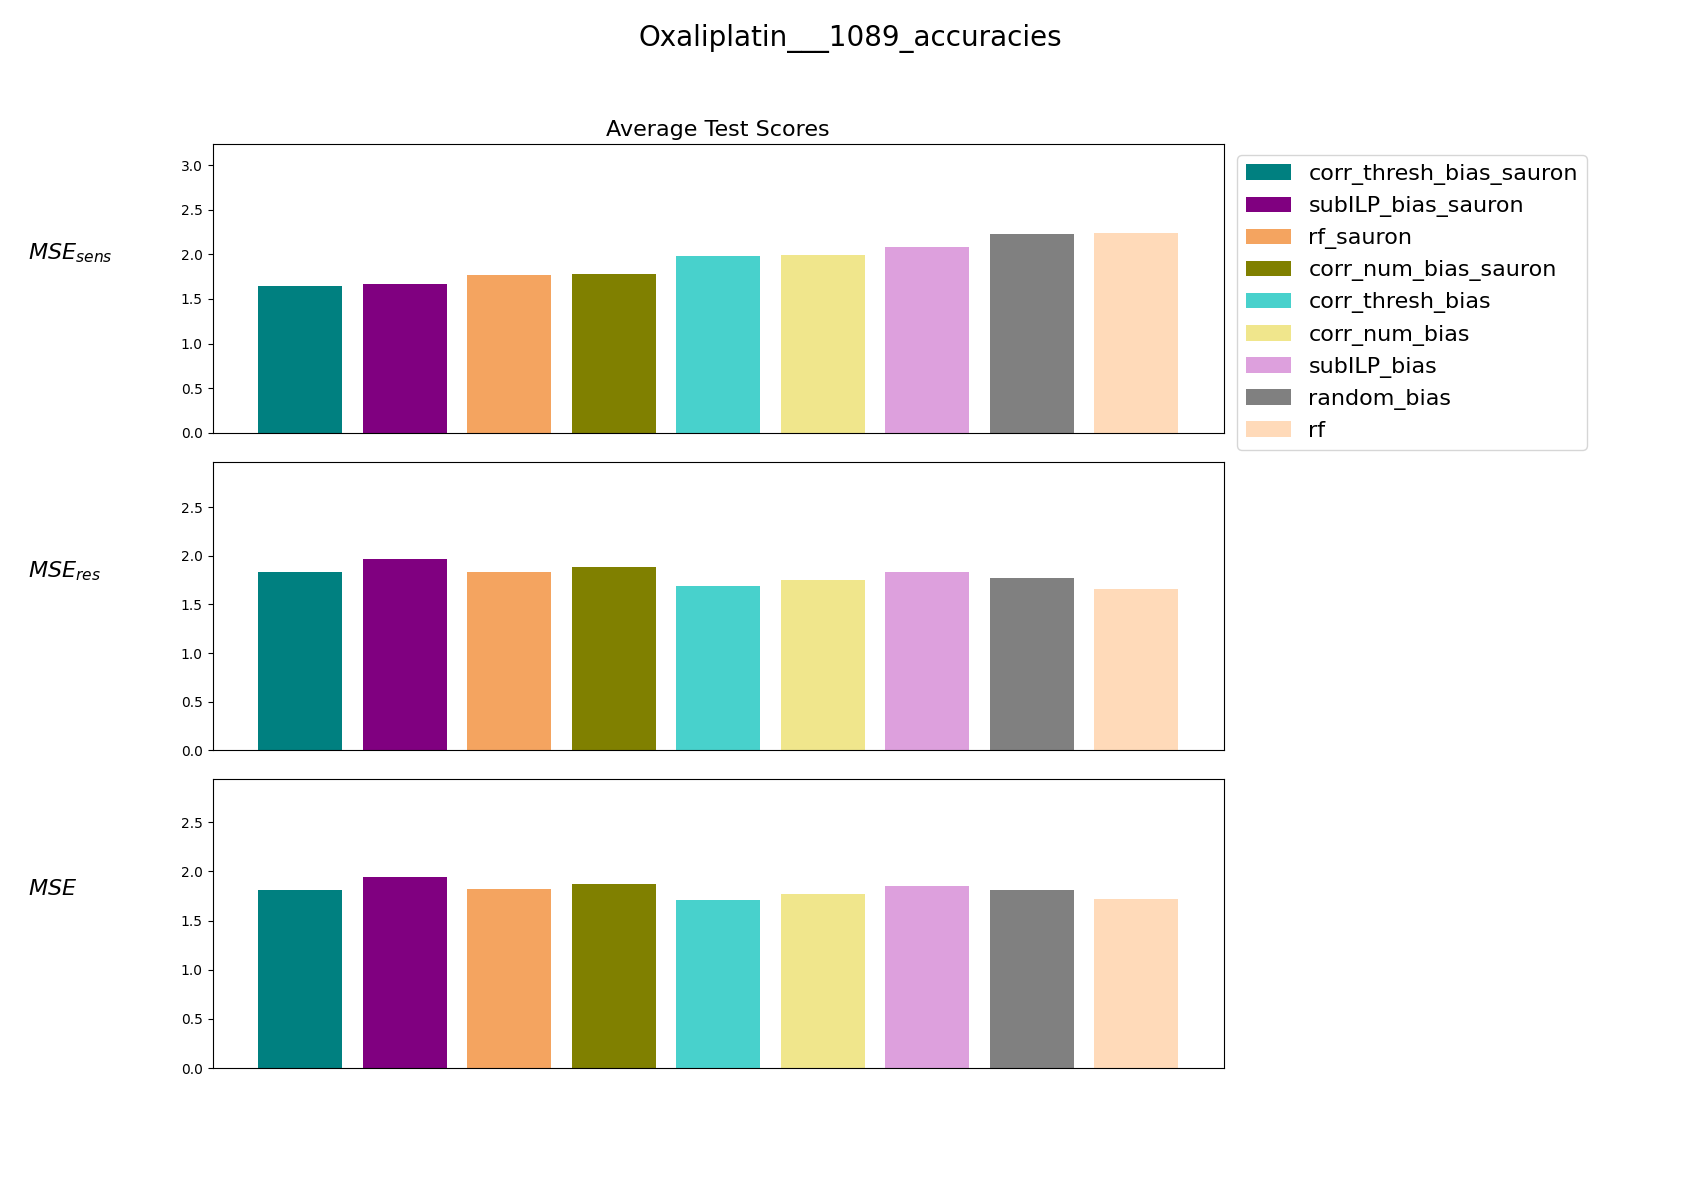 Oxaliplatin___1089_accuracies
Average Test Scores
MSE_sens
3.0
2.5
2.0
1.5
1.0
0.5
0.0
corr_thresh_bias_sauron
subILP_bias_sauron
rf_sauron
corr_num_bias_sauron
corr_thresh_bias
corr_num_bias
subILP_bias
random_bias
rf
MSE_res
2.5
2.0
1.5
1.0
0.5
0.0
MSE
2.5
2.0
1.5
1.0
0.5
0.0